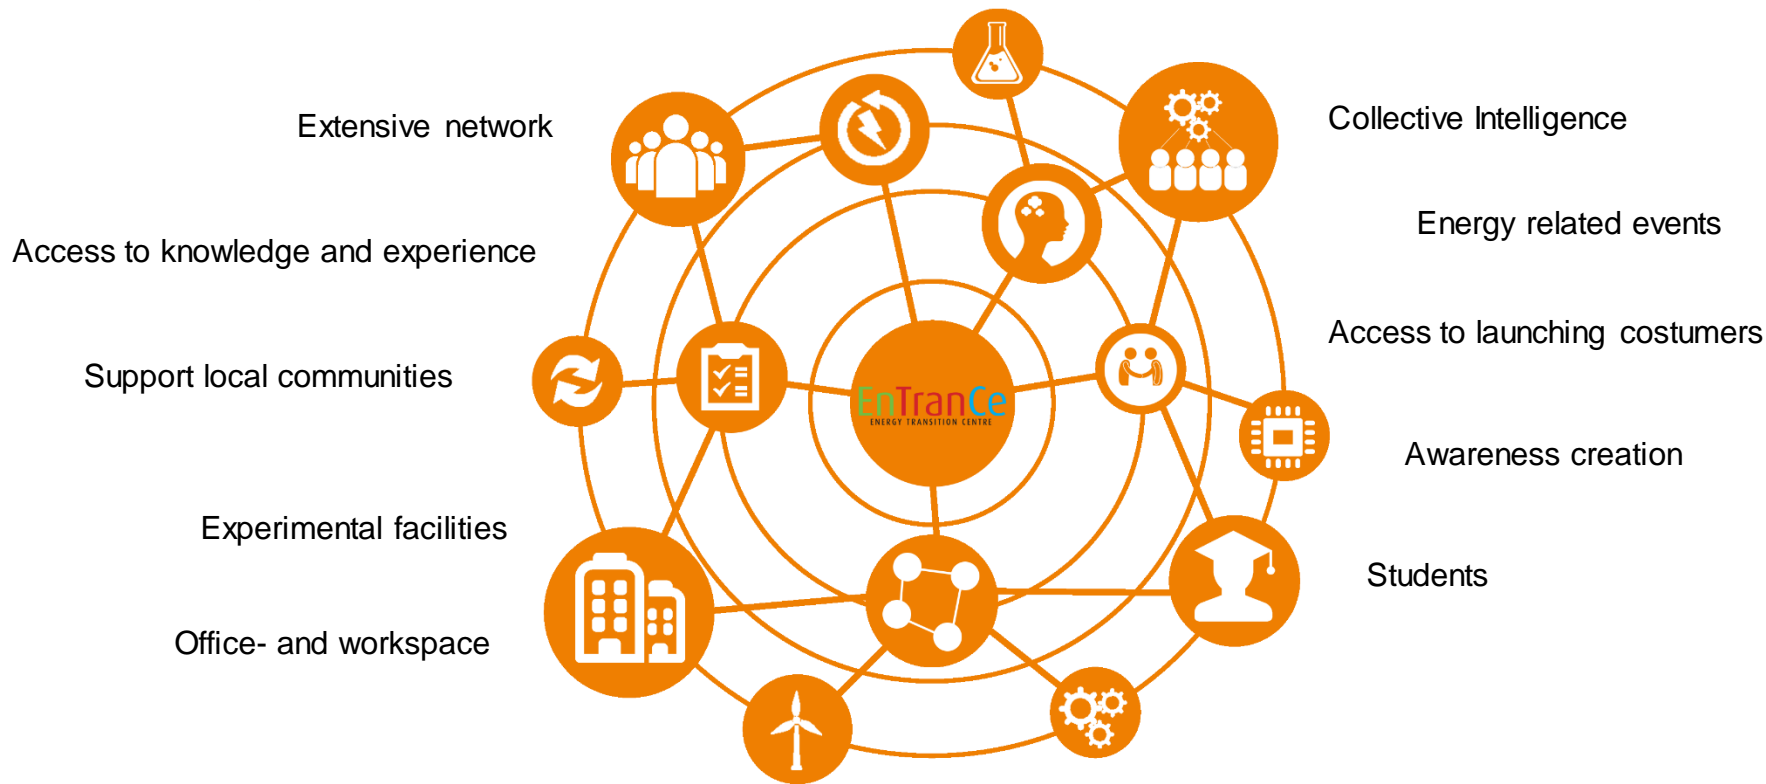 Extensive network
Access to knowledge and experience
Support local communities
Experimental facilities
Office- and workspace
EnTranCe
ENERGY TRANSITION CENTRE
Collective Intelligence
Energy related events
Access to launching costumers
Awareness creation
Students